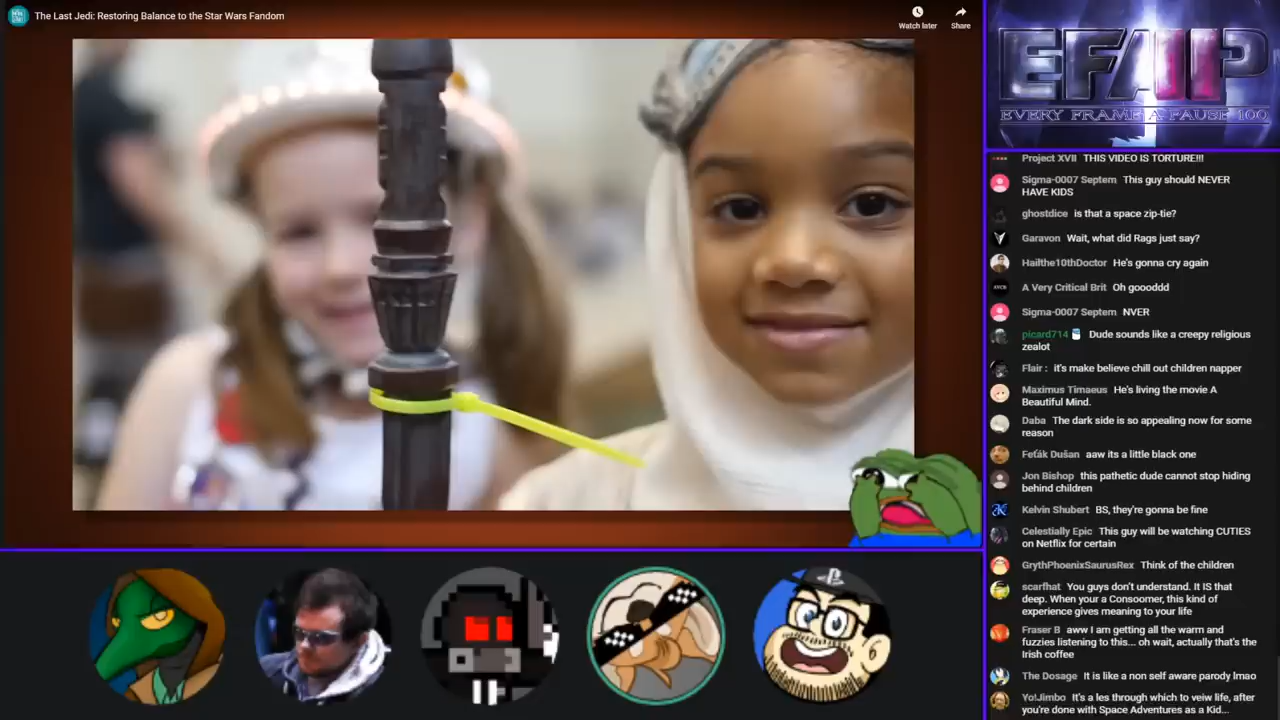 The Last Jedi: Restoring Balance to the Star Wars Fandom
Watch later
Share
EFAP
EVERY FRAME A PAUSE 100
Project XVII THIS VIDEO IS TORTURE!!!
Sigma-0007 Septem This guy should NEVER
HAVE KIDS
ghostdice is that a space zip-tie?
Garavon Wait, what did Rags just say?
Hailthe10thDoctor He's gonna cry again
A Very Critical Brit Oh goooddd
Sigma-0007 Septem NVER
picard714 Dude sounds like a creepy religious
zealot
Flair : it's make believe chill out children napper
Maximus Timaeus He's living the movie A
Beautiful Mind.
Daba The dark side is so appealing now for some
reason
Feťák Dušan aaw its a little black one
Jon Bishop this pathetic dude cannot stop hiding
behind children
Kelvin Shubert BS, they're gonna be fine
Celestially Epic This guy will be watching CUTIES
on Netflix for certain
GrythPhoenixSaurusRex Think of the children
scarfhat You guys don't understand. It IS that
deep. When your a Consoomer, this kind of
experience gives meaning to your life
Fraser B aww I am getting all the warm and
fuzzies listening to this... oh wait, actually that's the
Irish coffee
The Dosage It is like a non self aware parody lmao
Yo!Jimbo It's a les through which to veiw life, after
you're done with Space Adventures as a Kid...